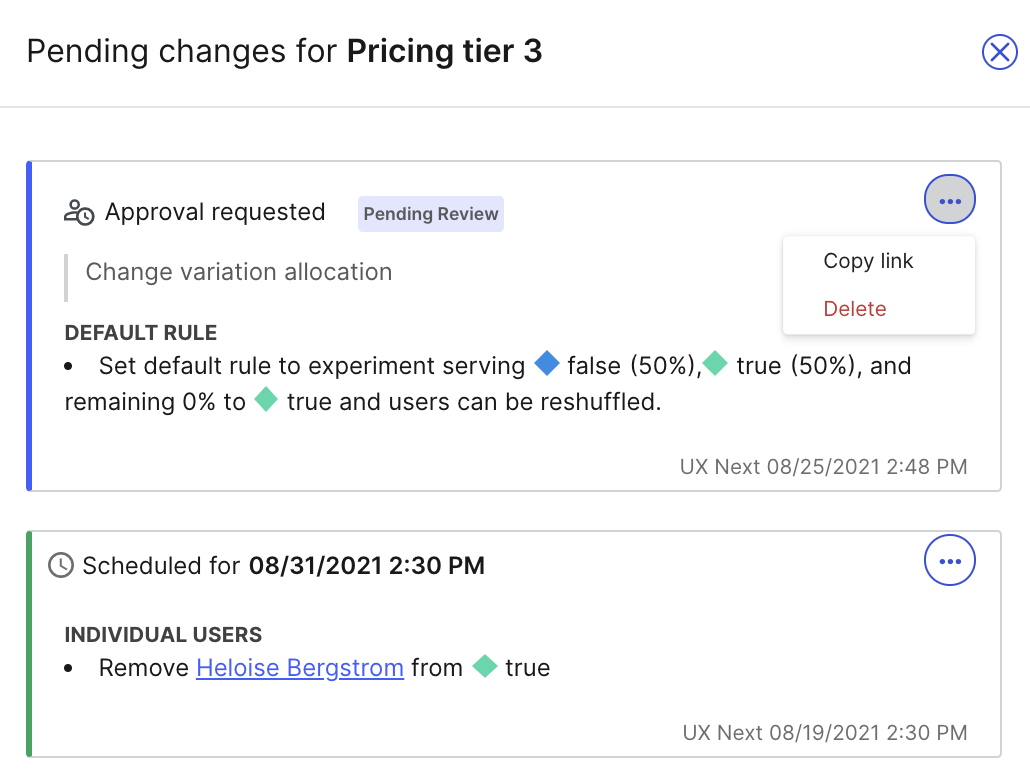 Pending changes for Pricing tier 3
Approval requested Pending Review
Copy link
Change variation allocation
Delete
DEFAULT RULE
• Set default rule to experiment serving false (50%), true (50%), and
remaining 0% to true and users can be reshuffled.
UX Next 08/25/2021 2:48 PM
Scheduled for 08/31/2021 2:30 PM
INDIVIDUAL USERS
• Remove Heloise Bergstrom from true
UX Next 08/19/2021 2:30 PM